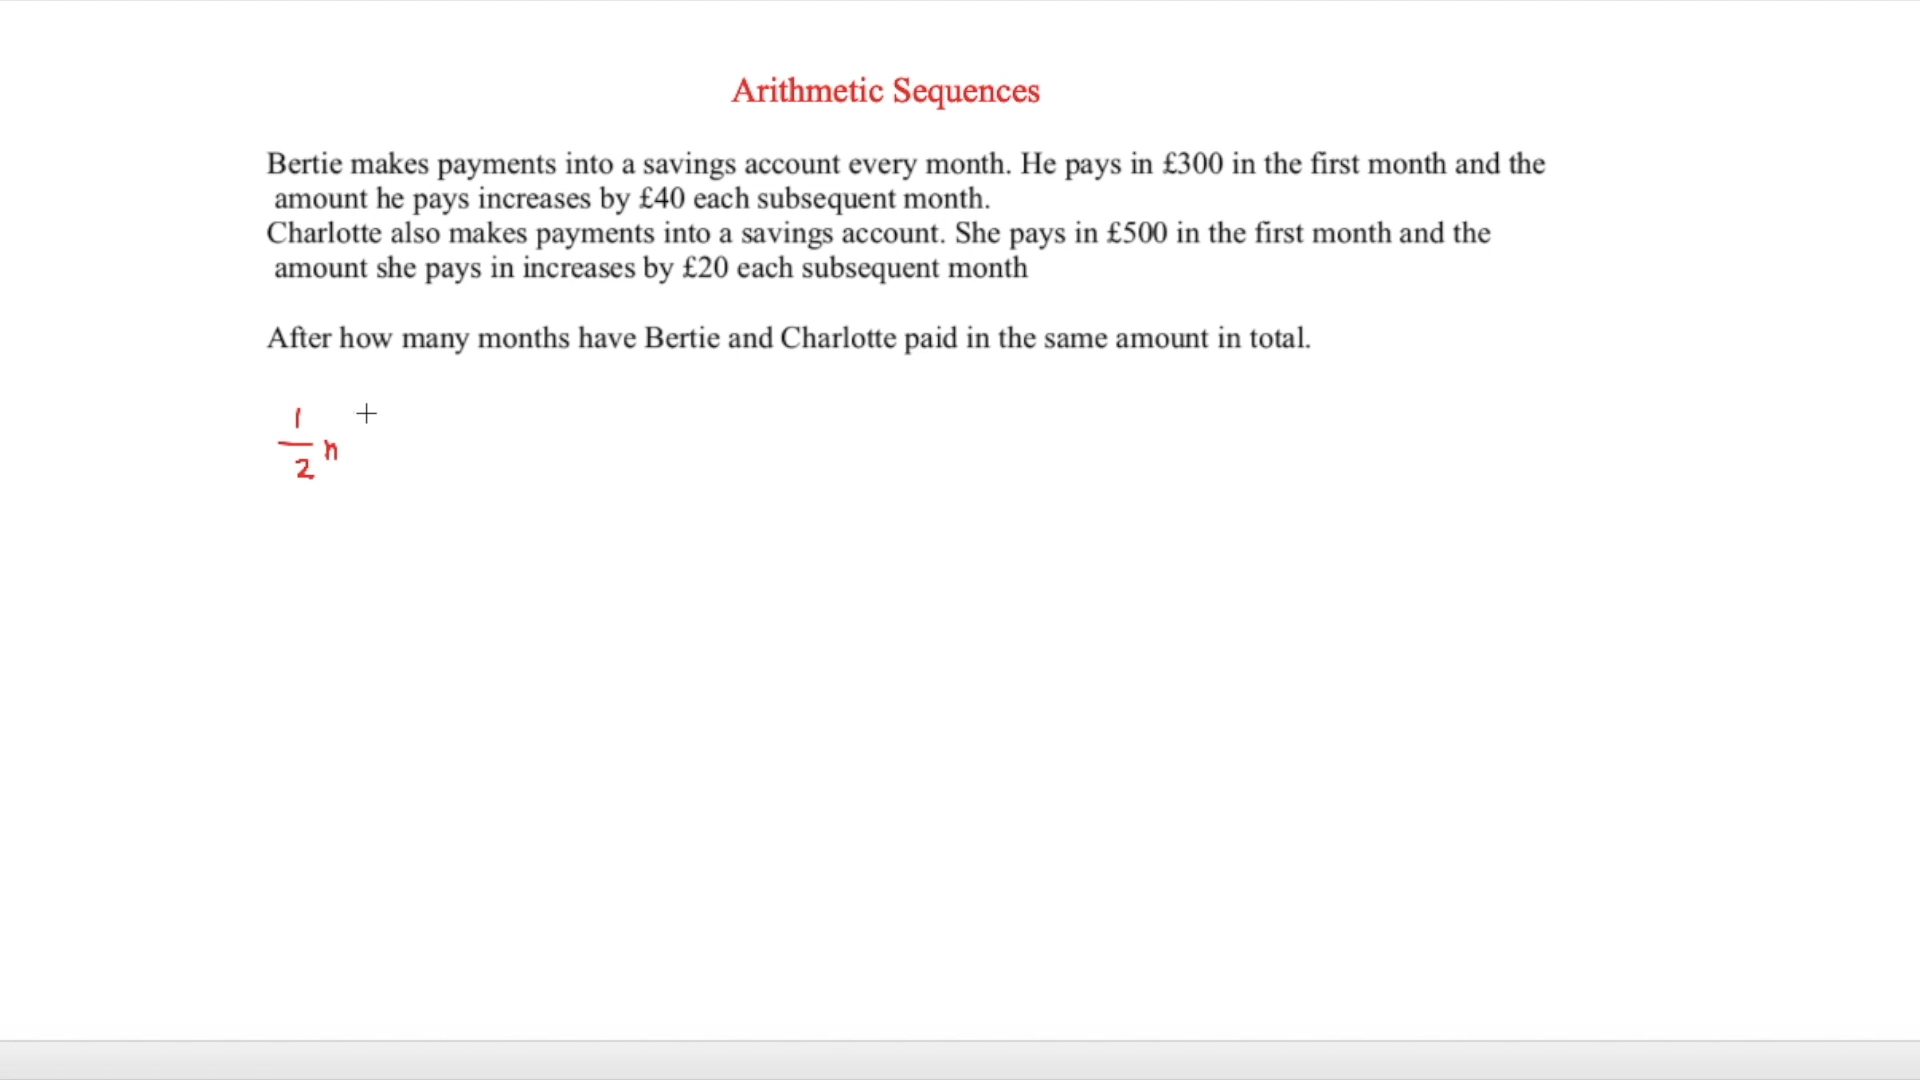 Arithmetic Sequences
Bertie makes payments into a savings account every month. He pays in £300 in the first month and the
amount he pays increases by £40 each subsequent month.
Charlotte also makes payments into a savings account. She pays in £500 in the first month and the
amount she pays in increases by £20 each subsequent month
After how many months have Bertie and Charlotte paid in the same amount in total.
1/2 n